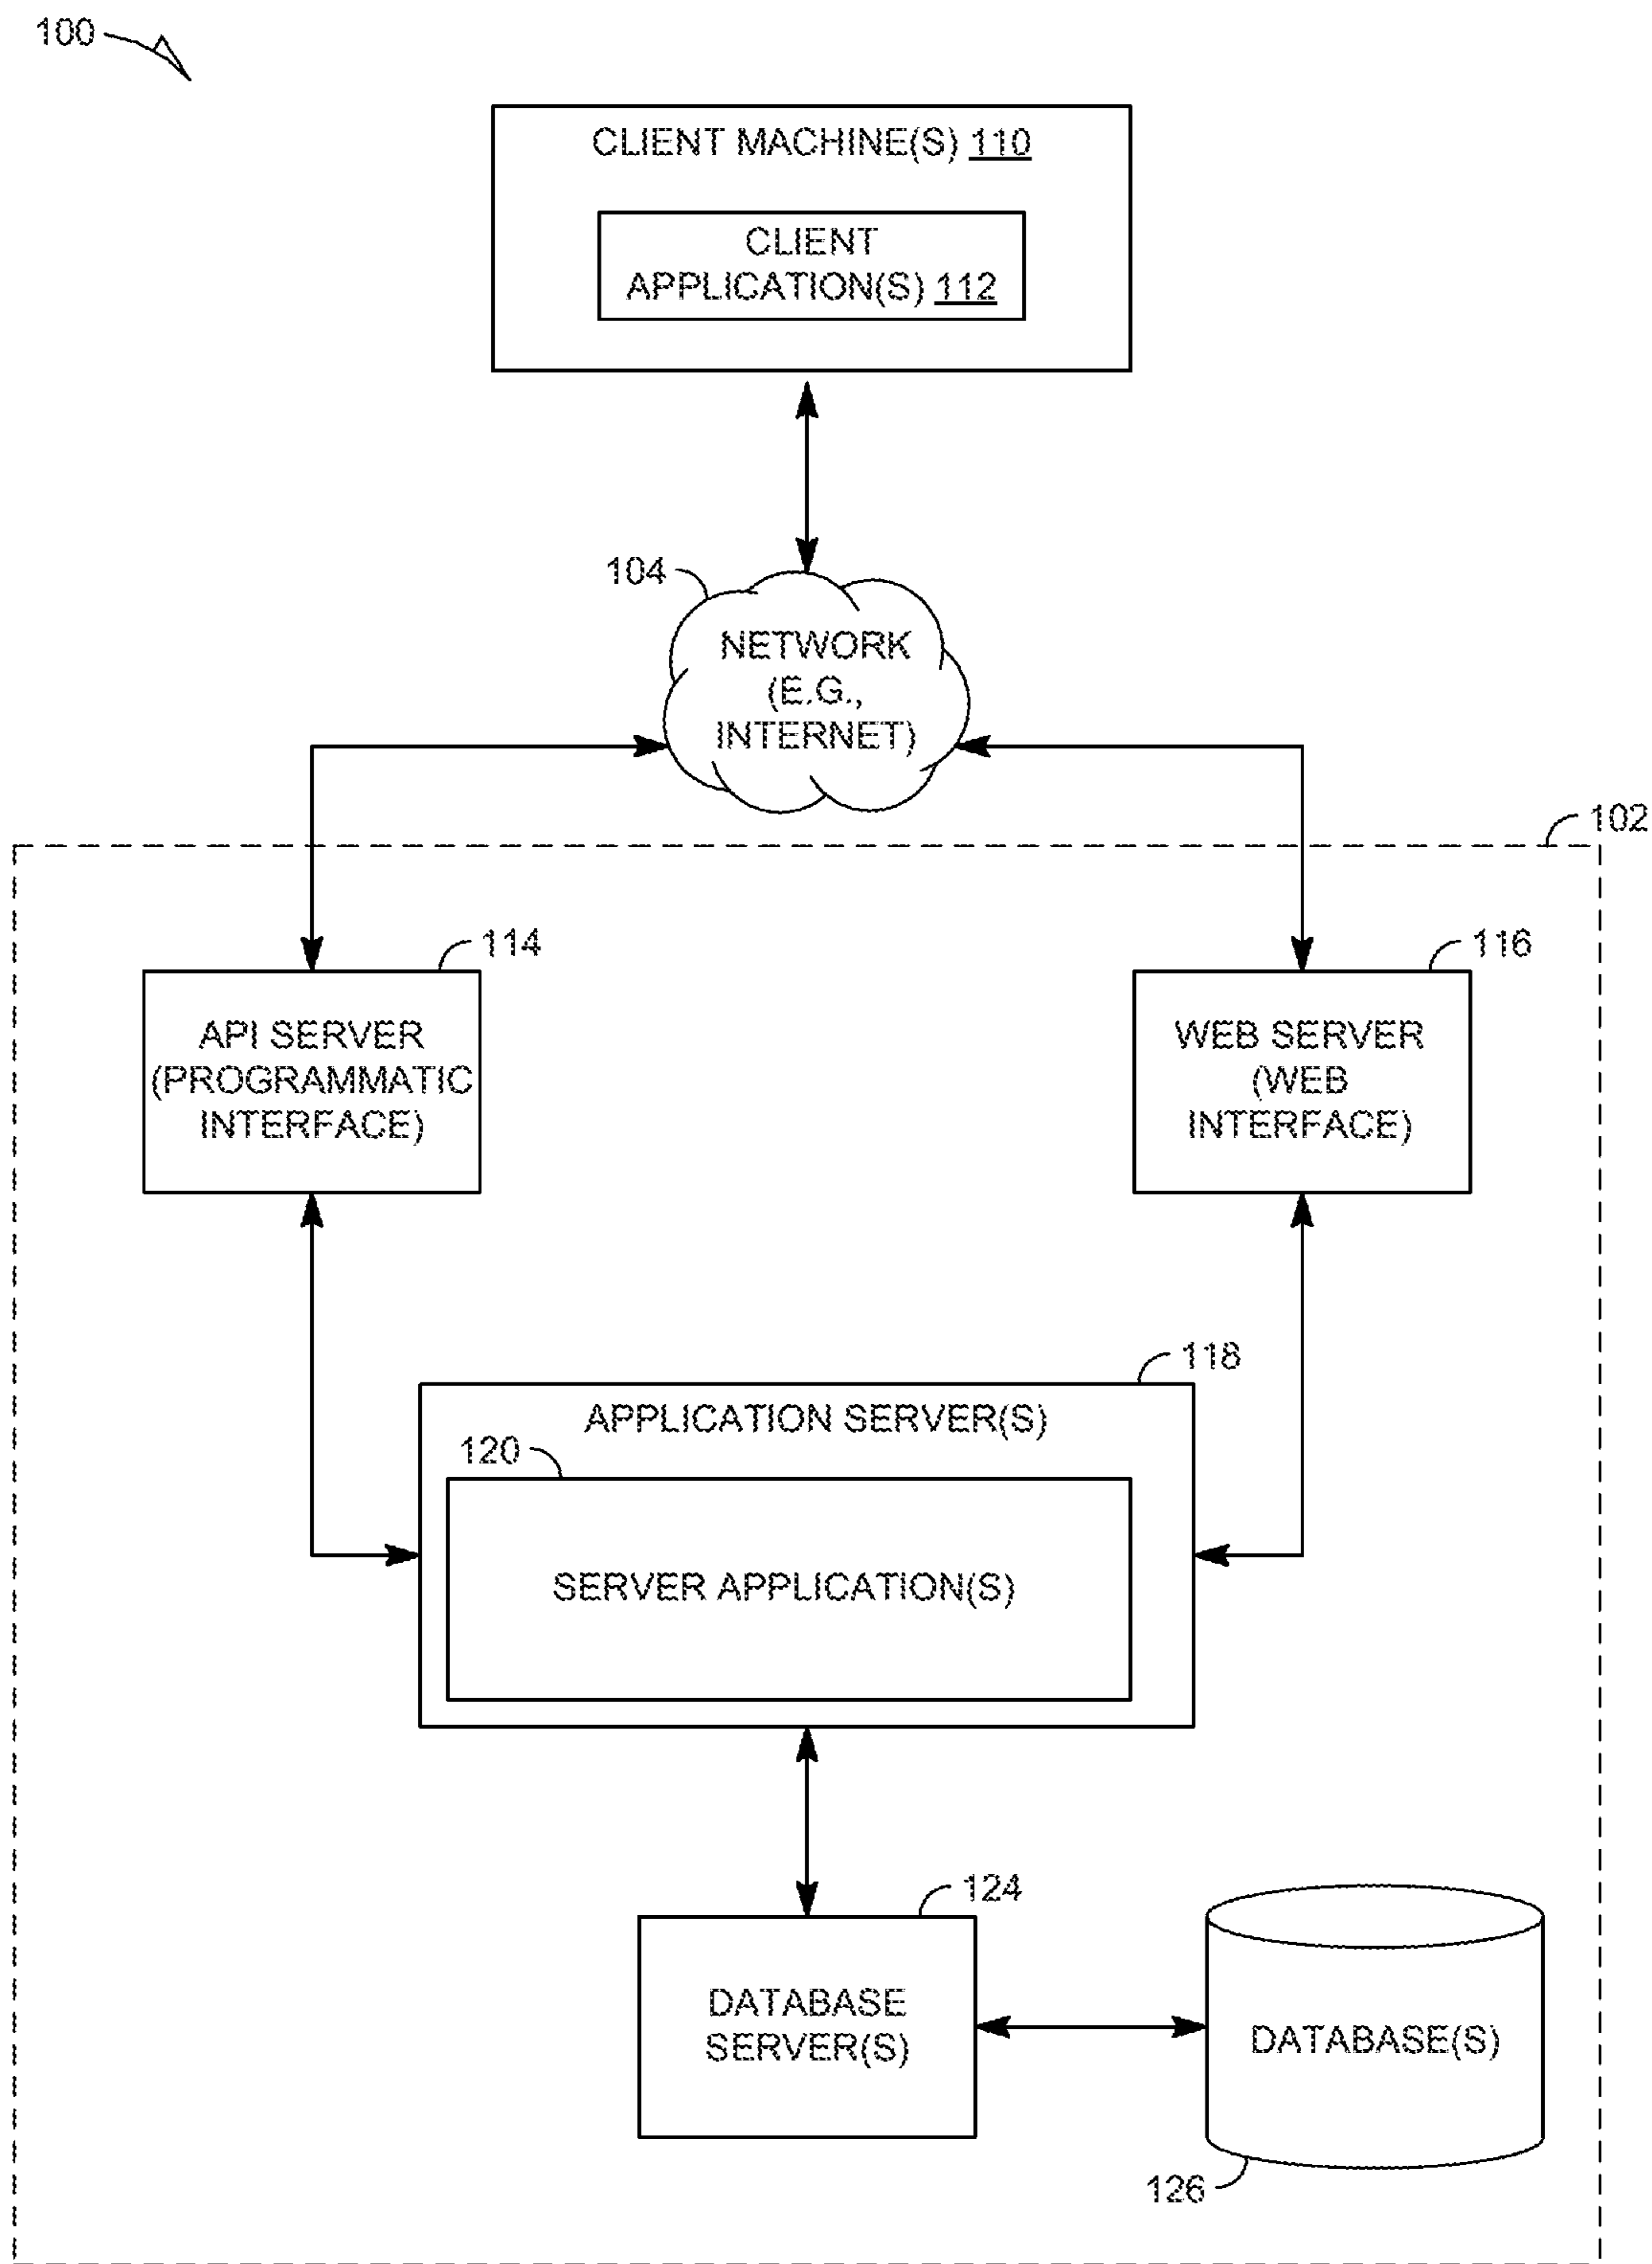 100
CLIENT MACHINE(S) 110
CLIENT
APPLICATION(S) 112
104
NETWORK
(E.G.,
INTERNET)
102
114
API SERVER
(PROGRAMMATIC
INTERFACE)
116
WEB SERVER
(WEB
INTERFACE)
118
APPLICATION SERVER(S)
120
SERVER APPLICATION(S)
124
DATABASE
SERVER(S)
DATABASE(S)
126